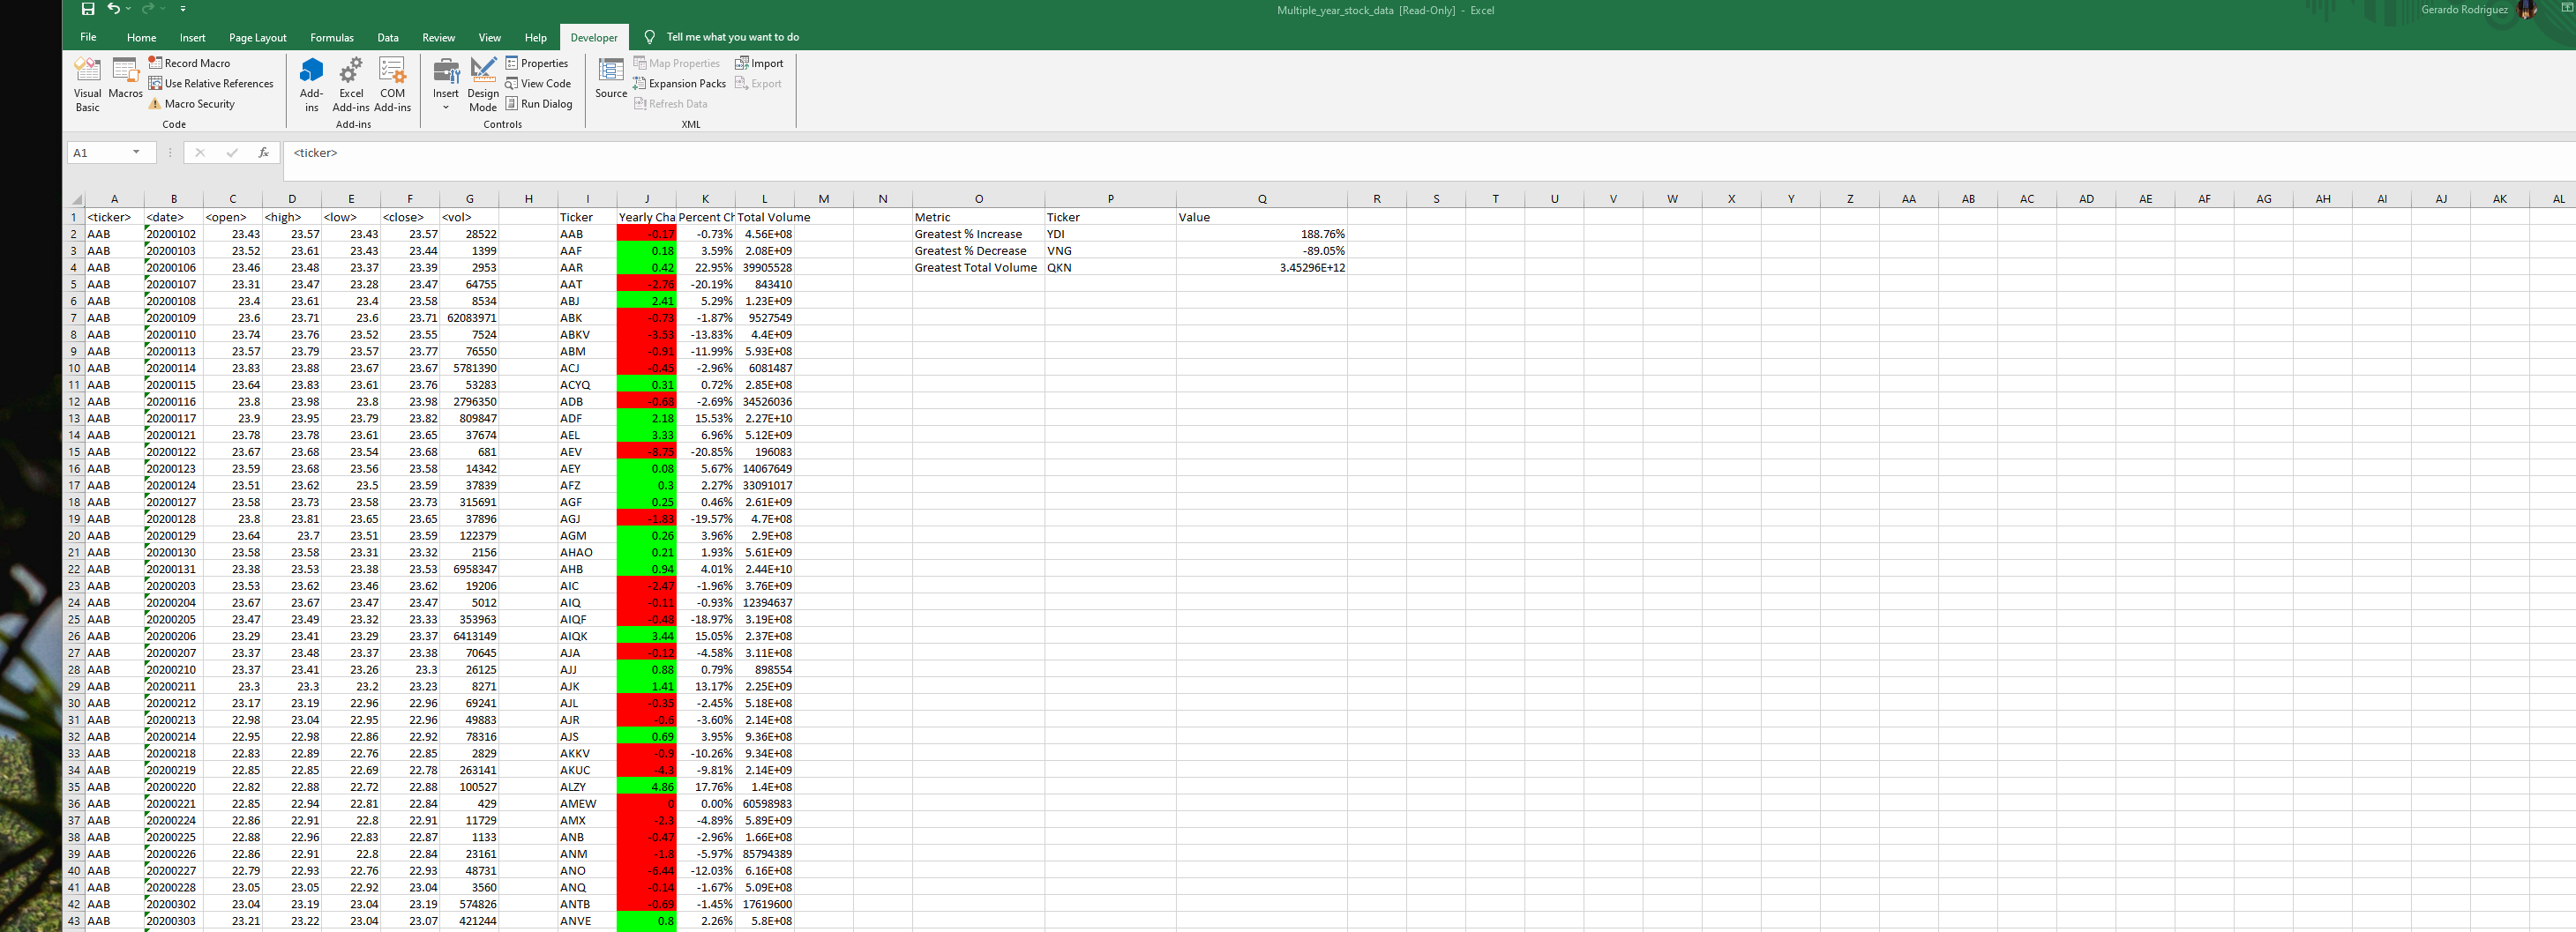 Multiple_year_stock_data [Read-Only] - Excel
Gerardo Rodriguez
File Home Insert Page Layout Formulas Data Review View Help Developer Tell me what you want to do
Visual Basic
Macros
Record Macro
Use Relative References
Macro Security
Code
Add-ins
Excel Add-ins
COM Add-ins
Add-ins
Insert
Design Mode
Properties
View Code
Run Dialog
Controls
Source
Map Properties
Expansion Packs
Refresh Data
Import
Export
XML
A1 fx <ticker>
A B C D E F G H I J K L M N O P Q R S T U V W X Y Z AA AB AC AD AE AF AG AH AI AJ AK AL
1 <ticker> <date> <open> <high> <low> <close> <vol> Ticker Yearly Cha Percent Ch Total Volume Metric Ticker Value
2 AAB 20200102 23.43 23.57 23.43 23.57 28522 AAB -0.17 -0.73% 4.56E+08 Greatest % Increase YDI 188.76%
3 AAB 20200103 23.52 23.61 23.43 23.44 1399 AAF 0.18 3.59% 2.08E+09 Greatest % Decrease VNG -89.05%
4 AAB 20200106 23.46 23.48 23.37 23.39 2953 AAR 0.42 22.95% 39905528 Greatest Total Volume QKN 3.45296E+12
5 AAB 20200107 23.31 23.47 23.28 23.47 64755 AAT -2.76 -20.19% 843410
6 AAB 20200108 23.4 23.61 23.4 23.58 8534 ABJ 2.41 5.29% 1.23E+09
7 AAB 20200109 23.6 23.71 23.6 23.71 62083971 ABK -0.73 -1.87% 9527549
8 AAB 20200110 23.74 23.76 23.52 23.55 7524 ABKV -3.53 -13.83% 4.4E+09
9 AAB 20200113 23.57 23.79 23.57 23.77 76550 ABM -0.91 -11.99% 5.93E+08
10 AAB 20200114 23.83 23.88 23.67 23.67 5781390 ACJ -0.45 -2.96% 6081487
11 AAB 20200115 23.64 23.83 23.61 23.76 53283 ACYQ 0.31 0.72% 2.85E+08
12 AAB 20200116 23.8 23.98 23.8 23.98 2796350 ADB -0.68 -2.69% 34526036
13 AAB 20200117 23.9 23.95 23.79 23.82 809847 ADF 2.18 15.53% 2.27E+10
14 AAB 20200121 23.78 23.78 23.61 23.65 37674 AEL 3.33 6.96% 5.12E+09
15 AAB 20200122 23.67 23.68 23.54 23.68 681 AEV -8.75 -20.85% 196083
16 AAB 20200123 23.59 23.68 23.56 23.58 14342 AEY 0.08 5.67% 14067649
17 AAB 20200124 23.51 23.62 23.5 23.59 37839 AFZ 0.3 2.27% 33091017
18 AAB 20200127 23.58 23.73 23.58 23.73 315691 AGF 0.25 0.46% 2.61E+09
19 AAB 20200128 23.8 23.81 23.65 23.65 37896 AGJ -1.83 -19.57% 4.7E+08
20 AAB 20200129 23.64 23.7 23.51 23.59 122379 AGM 0.26 3.96% 2.9E+08
21 AAB 20200130 23.58 23.58 23.31 23.32 2156 AHAO 0.21 1.93% 5.61E+09
22 AAB 20200131 23.38 23.53 23.38 23.53 6958347 AHB 0.94 4.01% 2.44E+10
23 AAB 20200203 23.53 23.62 23.46 23.62 19206 AIC -2.47 -1.96% 3.76E+09
24 AAB 20200204 23.67 23.67 23.47 23.47 5012 AIQ -0.11 -0.93% 12394637
25 AAB 20200205 23.47 23.49 23.32 23.33 353963 AIQF -0.48 -18.97% 3.19E+08
26 AAB 20200206 23.29 23.41 23.29 23.37 6413149 AIQK 3.44 15.05% 2.37E+08
27 AAB 20200207 23.37 23.48 23.37 23.38 70645 AJA -0.12 -4.58% 3.11E+08
28 AAB 20200210 23.37 23.41 23.26 23.3 26125 AJJ 0.88 0.79% 898554
29 AAB 20200211 23.3 23.3 23.2 23.23 8271 AJK 1.41 13.17% 2.25E+09
30 AAB 20200212 23.17 23.19 22.96 22.96 69241 AJL -0.35 -2.45% 5.18E+08
31 AAB 20200213 22.98 23.04 22.95 22.96 49883 AJR -0.6 -3.60% 2.14E+08
32 AAB 20200214 22.95 22.98 22.86 22.92 78316 AJS 0.69 3.95% 9.36E+08
33 AAB 20200218 22.83 22.89 22.76 22.85 2829 AKKV -0.9 -10.26% 9.34E+08
34 AAB 20200219 22.85 22.85 22.69 22.78 263141 AKUC -4.3 -9.81% 2.14E+09
35 AAB 20200220 22.82 22.88 22.72 22.88 100527 ALZY 4.86 17.76% 1.4E+08
36 AAB 20200221 22.85 22.94 22.81 22.84 429 AMEW 0 0.00% 60598983
37 AAB 20200224 22.86 22.91 22.8 22.91 11729 AMX -2.3 -4.89% 5.89E+09
38 AAB 20200225 22.88 22.96 22.83 22.87 1133 ANB -0.47 -2.96% 1.66E+08
39 AAB 20200226 22.86 22.91 22.8 22.84 23161 ANM -1.8 -5.97% 85794389
40 AAB 20200227 22.79 22.93 22.76 22.93 48731 ANO -6.44 -12.03% 6.16E+08
41 AAB 20200228 23.05 23.05 22.92 23.04 3560 ANQ -0.14 -1.67% 5.09E+08
42 AAB 20200302 23.04 23.19 23.04 23.19 574826 ANTB -0.69 -1.45% 17619600
43 AAB 20200303 23.21 23.22 23.04 23.07 421244 ANVE 0.8 2.26% 5.8E+08